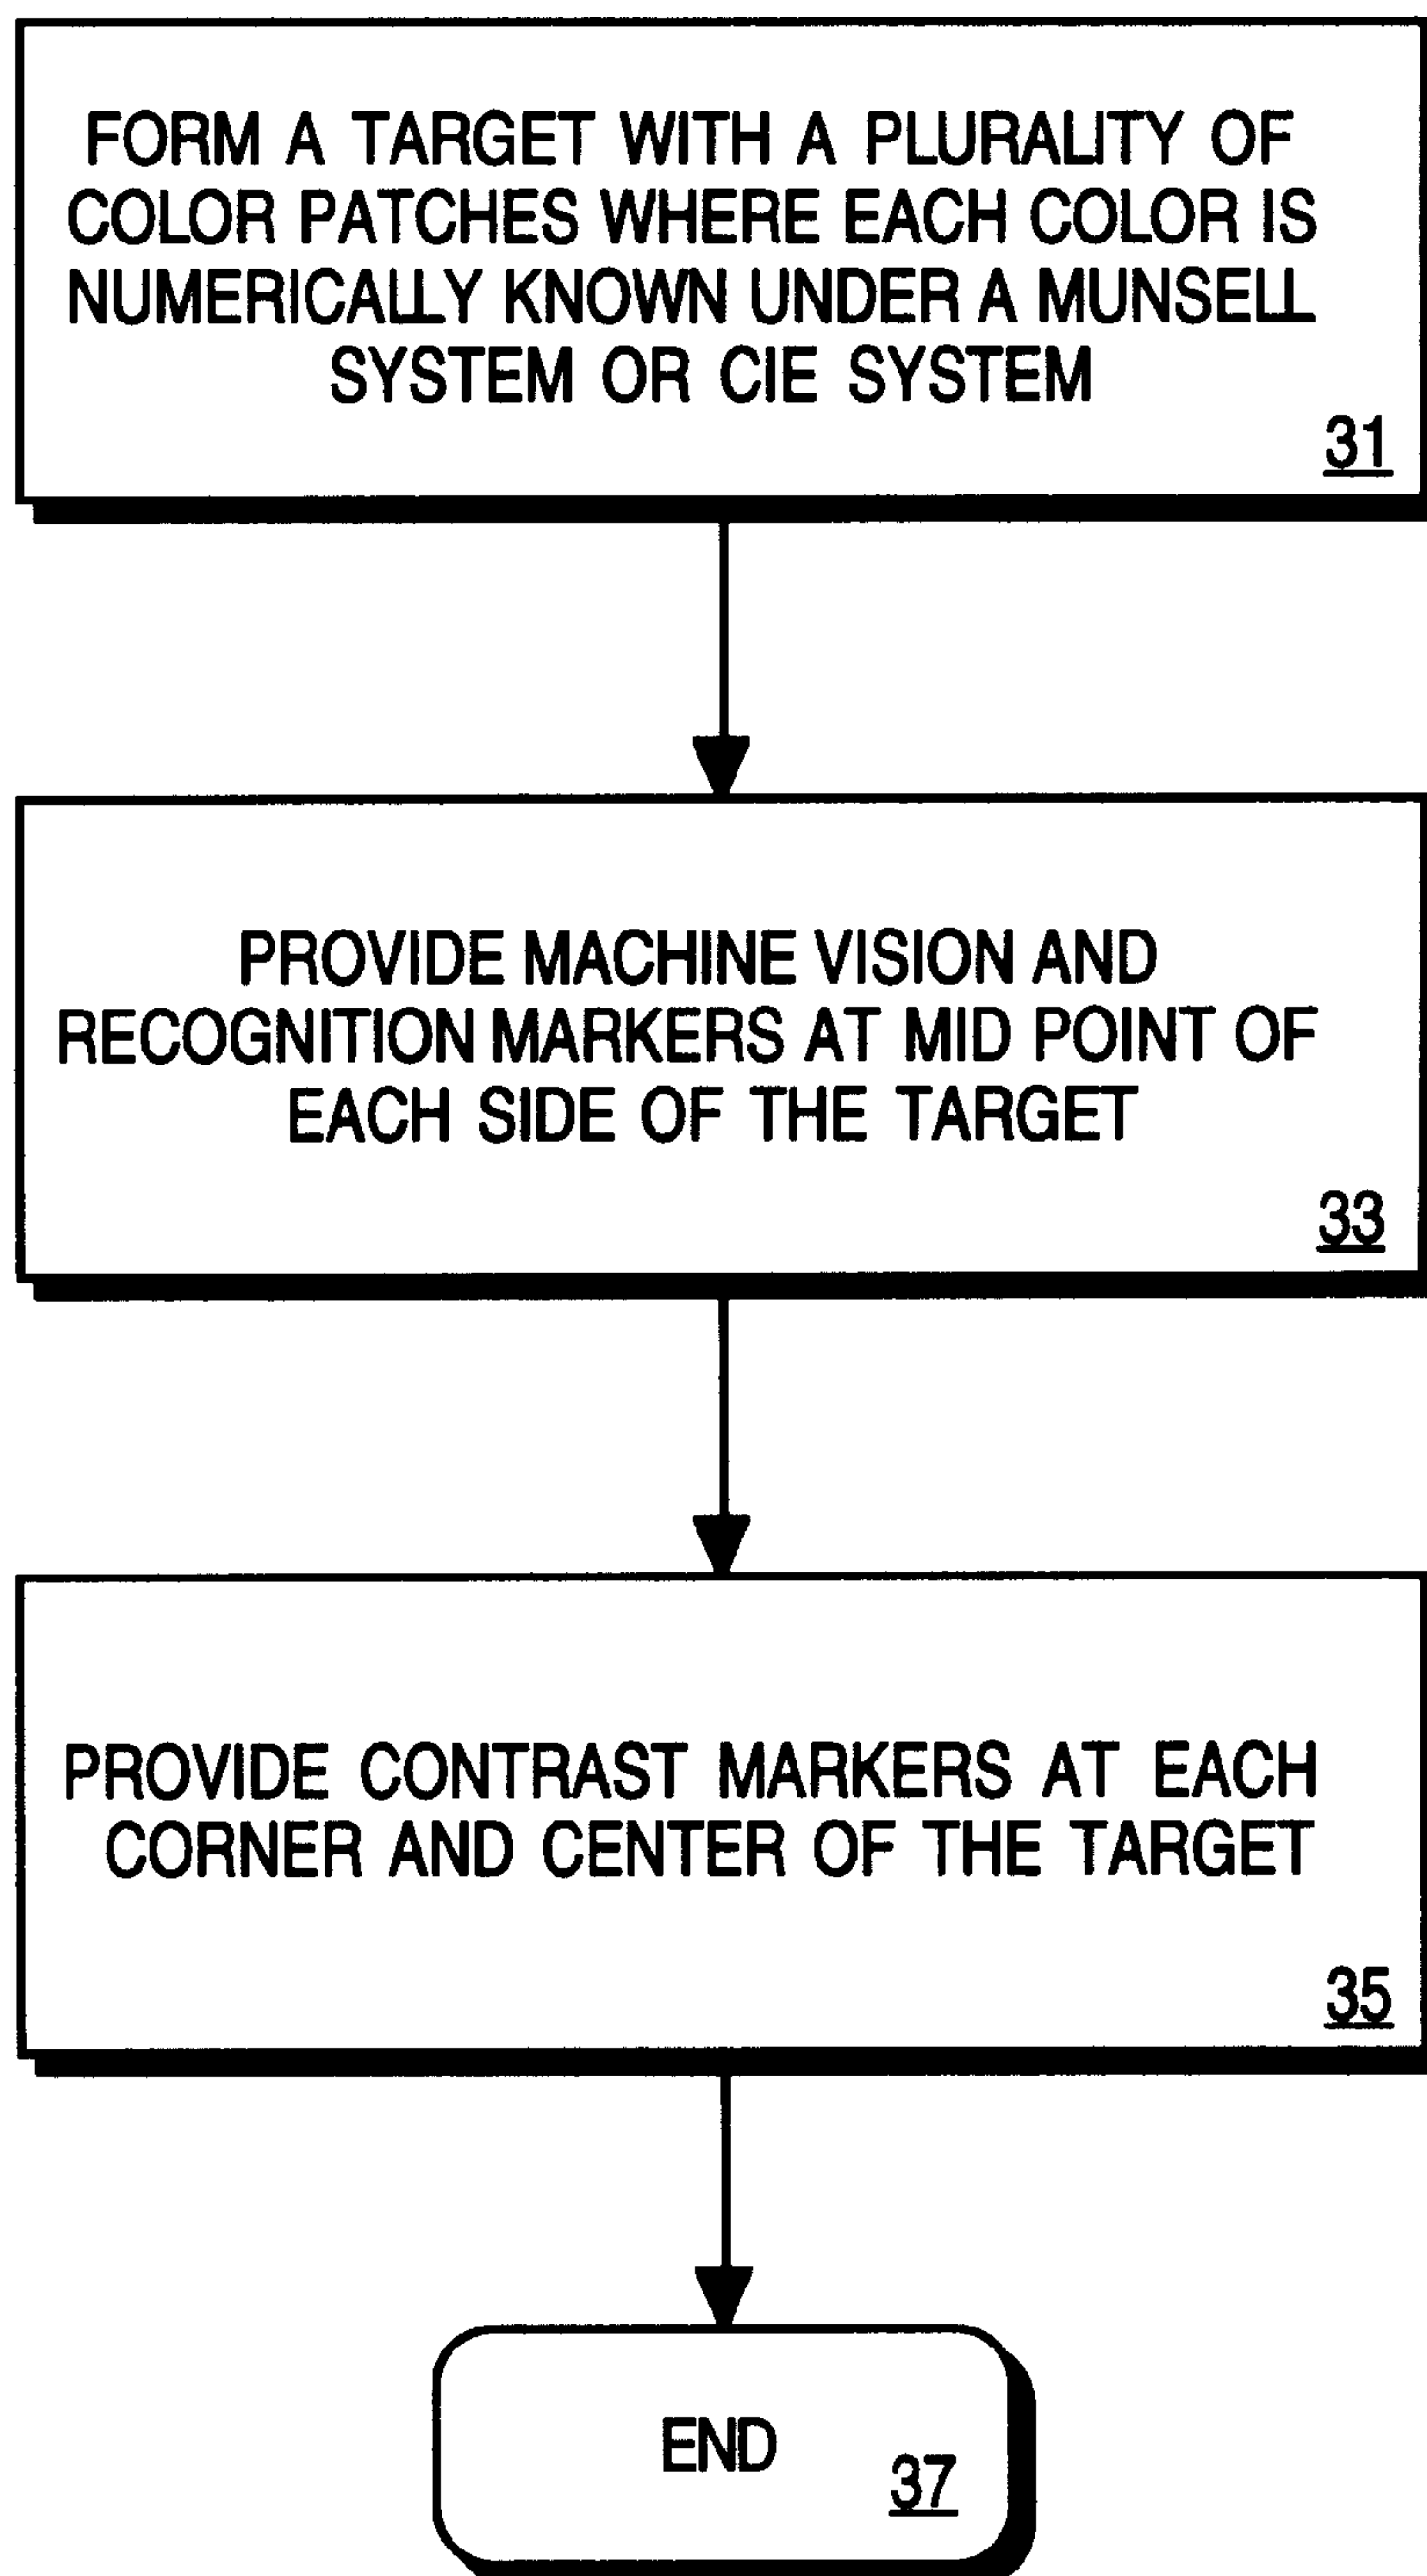 FORM A TARGET WITH A PLURALITY OF
COLOR PATCHES WHERE EACH COLOR IS
NUMERICALLY KNOWN UNDER A MUNSELL
SYSTEM OR CIE SYSTEM
31
PROVIDE MACHINE VISION AND
RECOGNITION MARKERS AT MID POINT OF
EACH SIDE OF THE TARGET
33
PROVIDE CONTRAST MARKERS AT EACH
CORNER AND CENTER OF THE TARGET
35
END
37